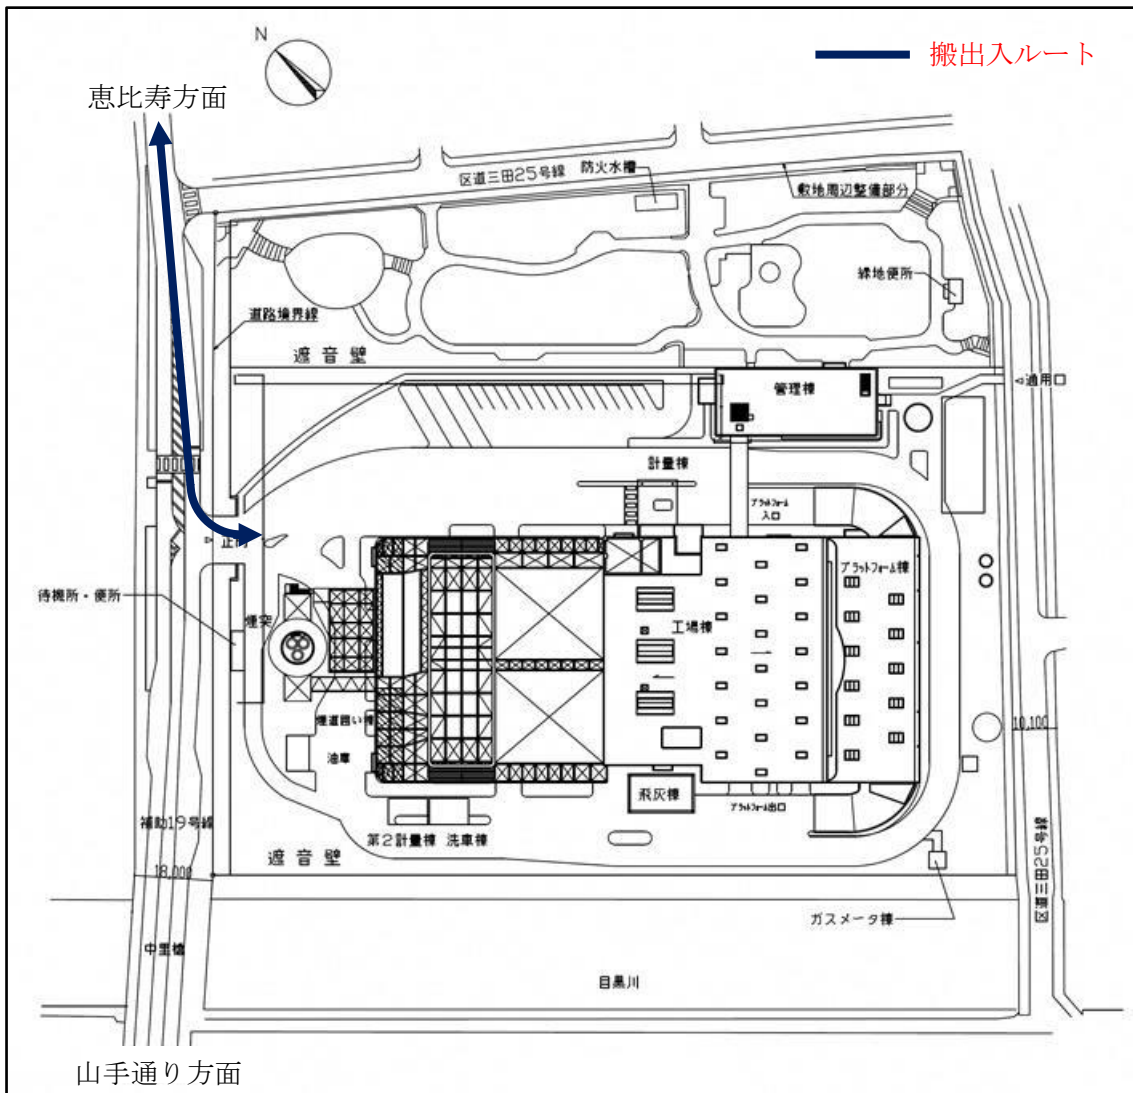 N
搬出入ルート
恵比寿方面
区道三田25号線
防火水槽
敷地周辺整備部分
緑地便所
道路境界線
遮音壁
管理棟
通用口
計量棟
プラットフォーム
入口
正門
プラットフォーム棟
待機所・便所
煙突
工場棟
煙道囲い棟
10,100
油庫
飛灰棟
プラットフォーム出口
補助19号線
第2計量棟
洗車棟
遮音壁
18,000
区道三田25号線
ガスメータ棟
中里橋
目黒川
山手通り方面